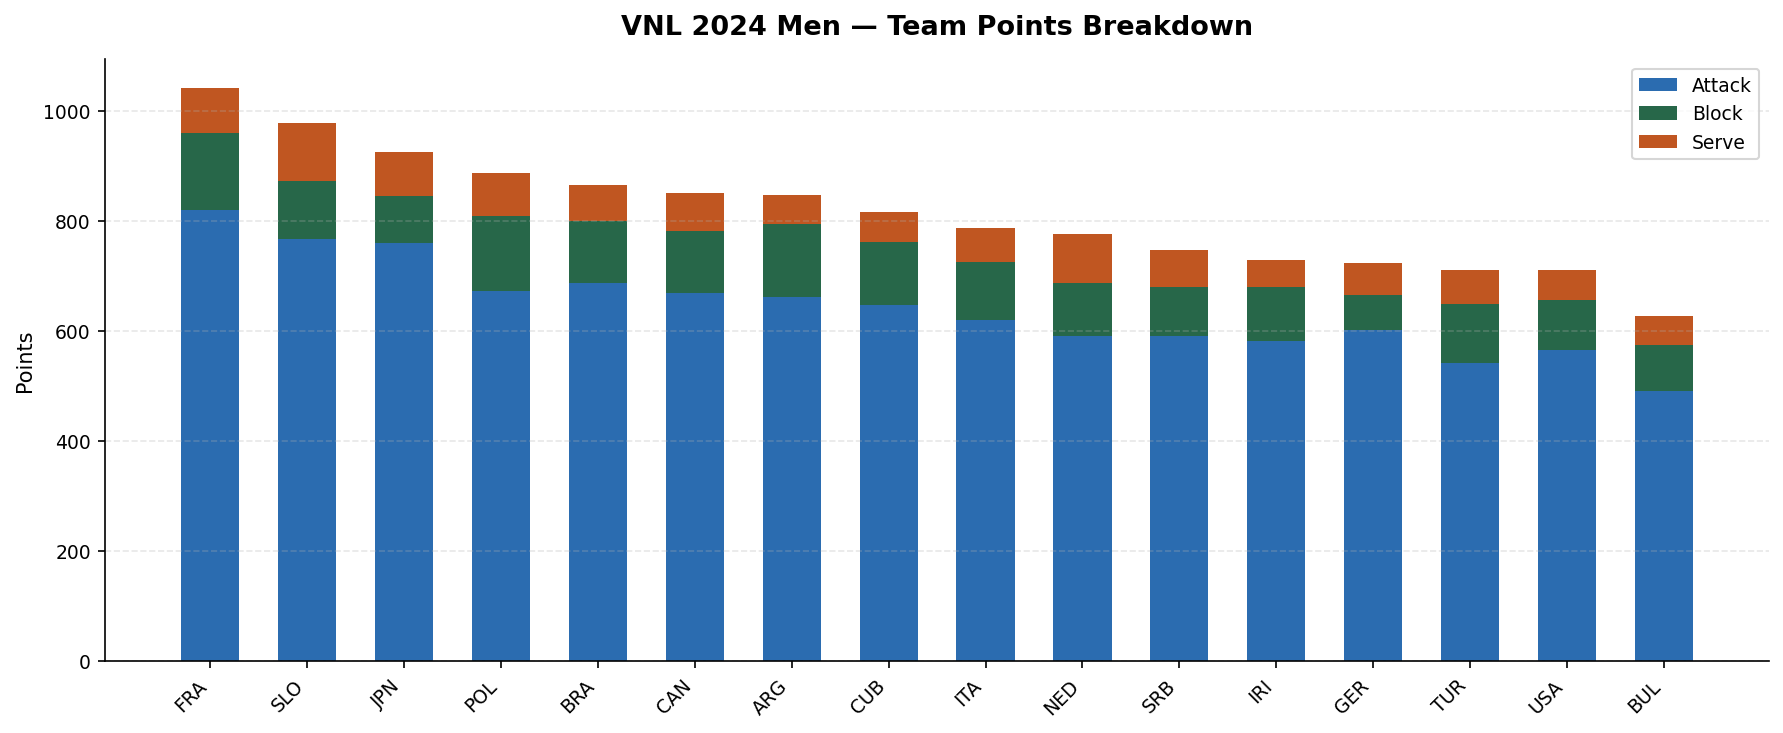 VNL 2024 Men — Team Points Breakdown
Attack
Block
Serve
Points
1000
800
600
400
200
0
FRA
SLO
JPN
POL
BRA
CAN
ARG
CUB
ITA
NED
SRB
IRI
GER
TUR
USA
BUL